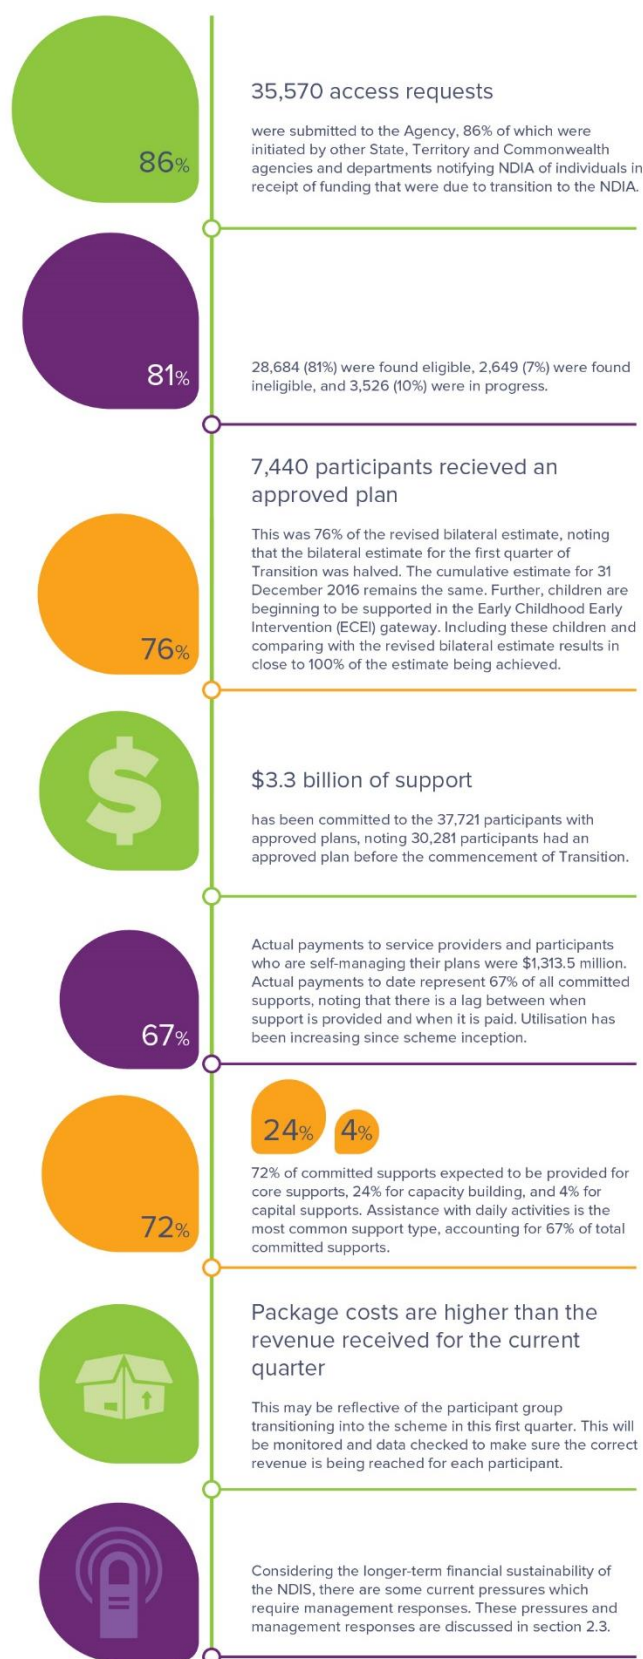 35,570 access requests
were submitted to the Agency, 86% of which were
initiated by other State, Territory and Commonwealth
agencies and departments notifying NDIA of individuals in
receipt of funding that were due to transition to the NDIA.
86%
81%
28,684 (81%) were found eligible, 2,649 (7%) were found
ineligible, and 3,526 (10%) were in progress.
7,440 participants recieved an
approved plan
This was 76% of the revised bilateral estimate, noting
that the bilateral estimate for the first quarter of
Transition was halved. The cumulative estimate for 31
December 2016 remains the same. Further, children are
beginning to be supported in the Early Childhood Early
Intervention (ECEI) gateway. Including these children and
comparing with the revised bilateral estimate results in
close to 100% of the estimate being achieved.
76%
$
$3.3 billion of support
has been committed to the 37,721 participants with
approved plans, noting 30,281 participants had an
approved plan before the commencement of Transition.
Actual payments to service providers and participants
who are self-managing their plans were $1,313.5 million.
Actual payments to date represent 67% of all committed
supports, noting that there is a lag between when
support is provided and when it is paid. Utilisation has
been increasing since scheme inception.
67%
24% 4%
72% of committed supports expected to be provided for
core supports, 24% for capacity building, and 4% for
capital supports. Assistance with daily activities is the
most common support type, accounting for 67% of total
committed supports.
72%
Package costs are higher than the
revenue received for the current
quarter
This may be reflective of the participant group
transitioning into the scheme in this first quarter. This will
be monitored and data checked to make sure the correct
revenue is being reached for each participant.
Considering the longer-term financial sustainability of
the NDIS, there are some current pressures which
require management responses. These pressures and
management responses are discussed in section 2.3.